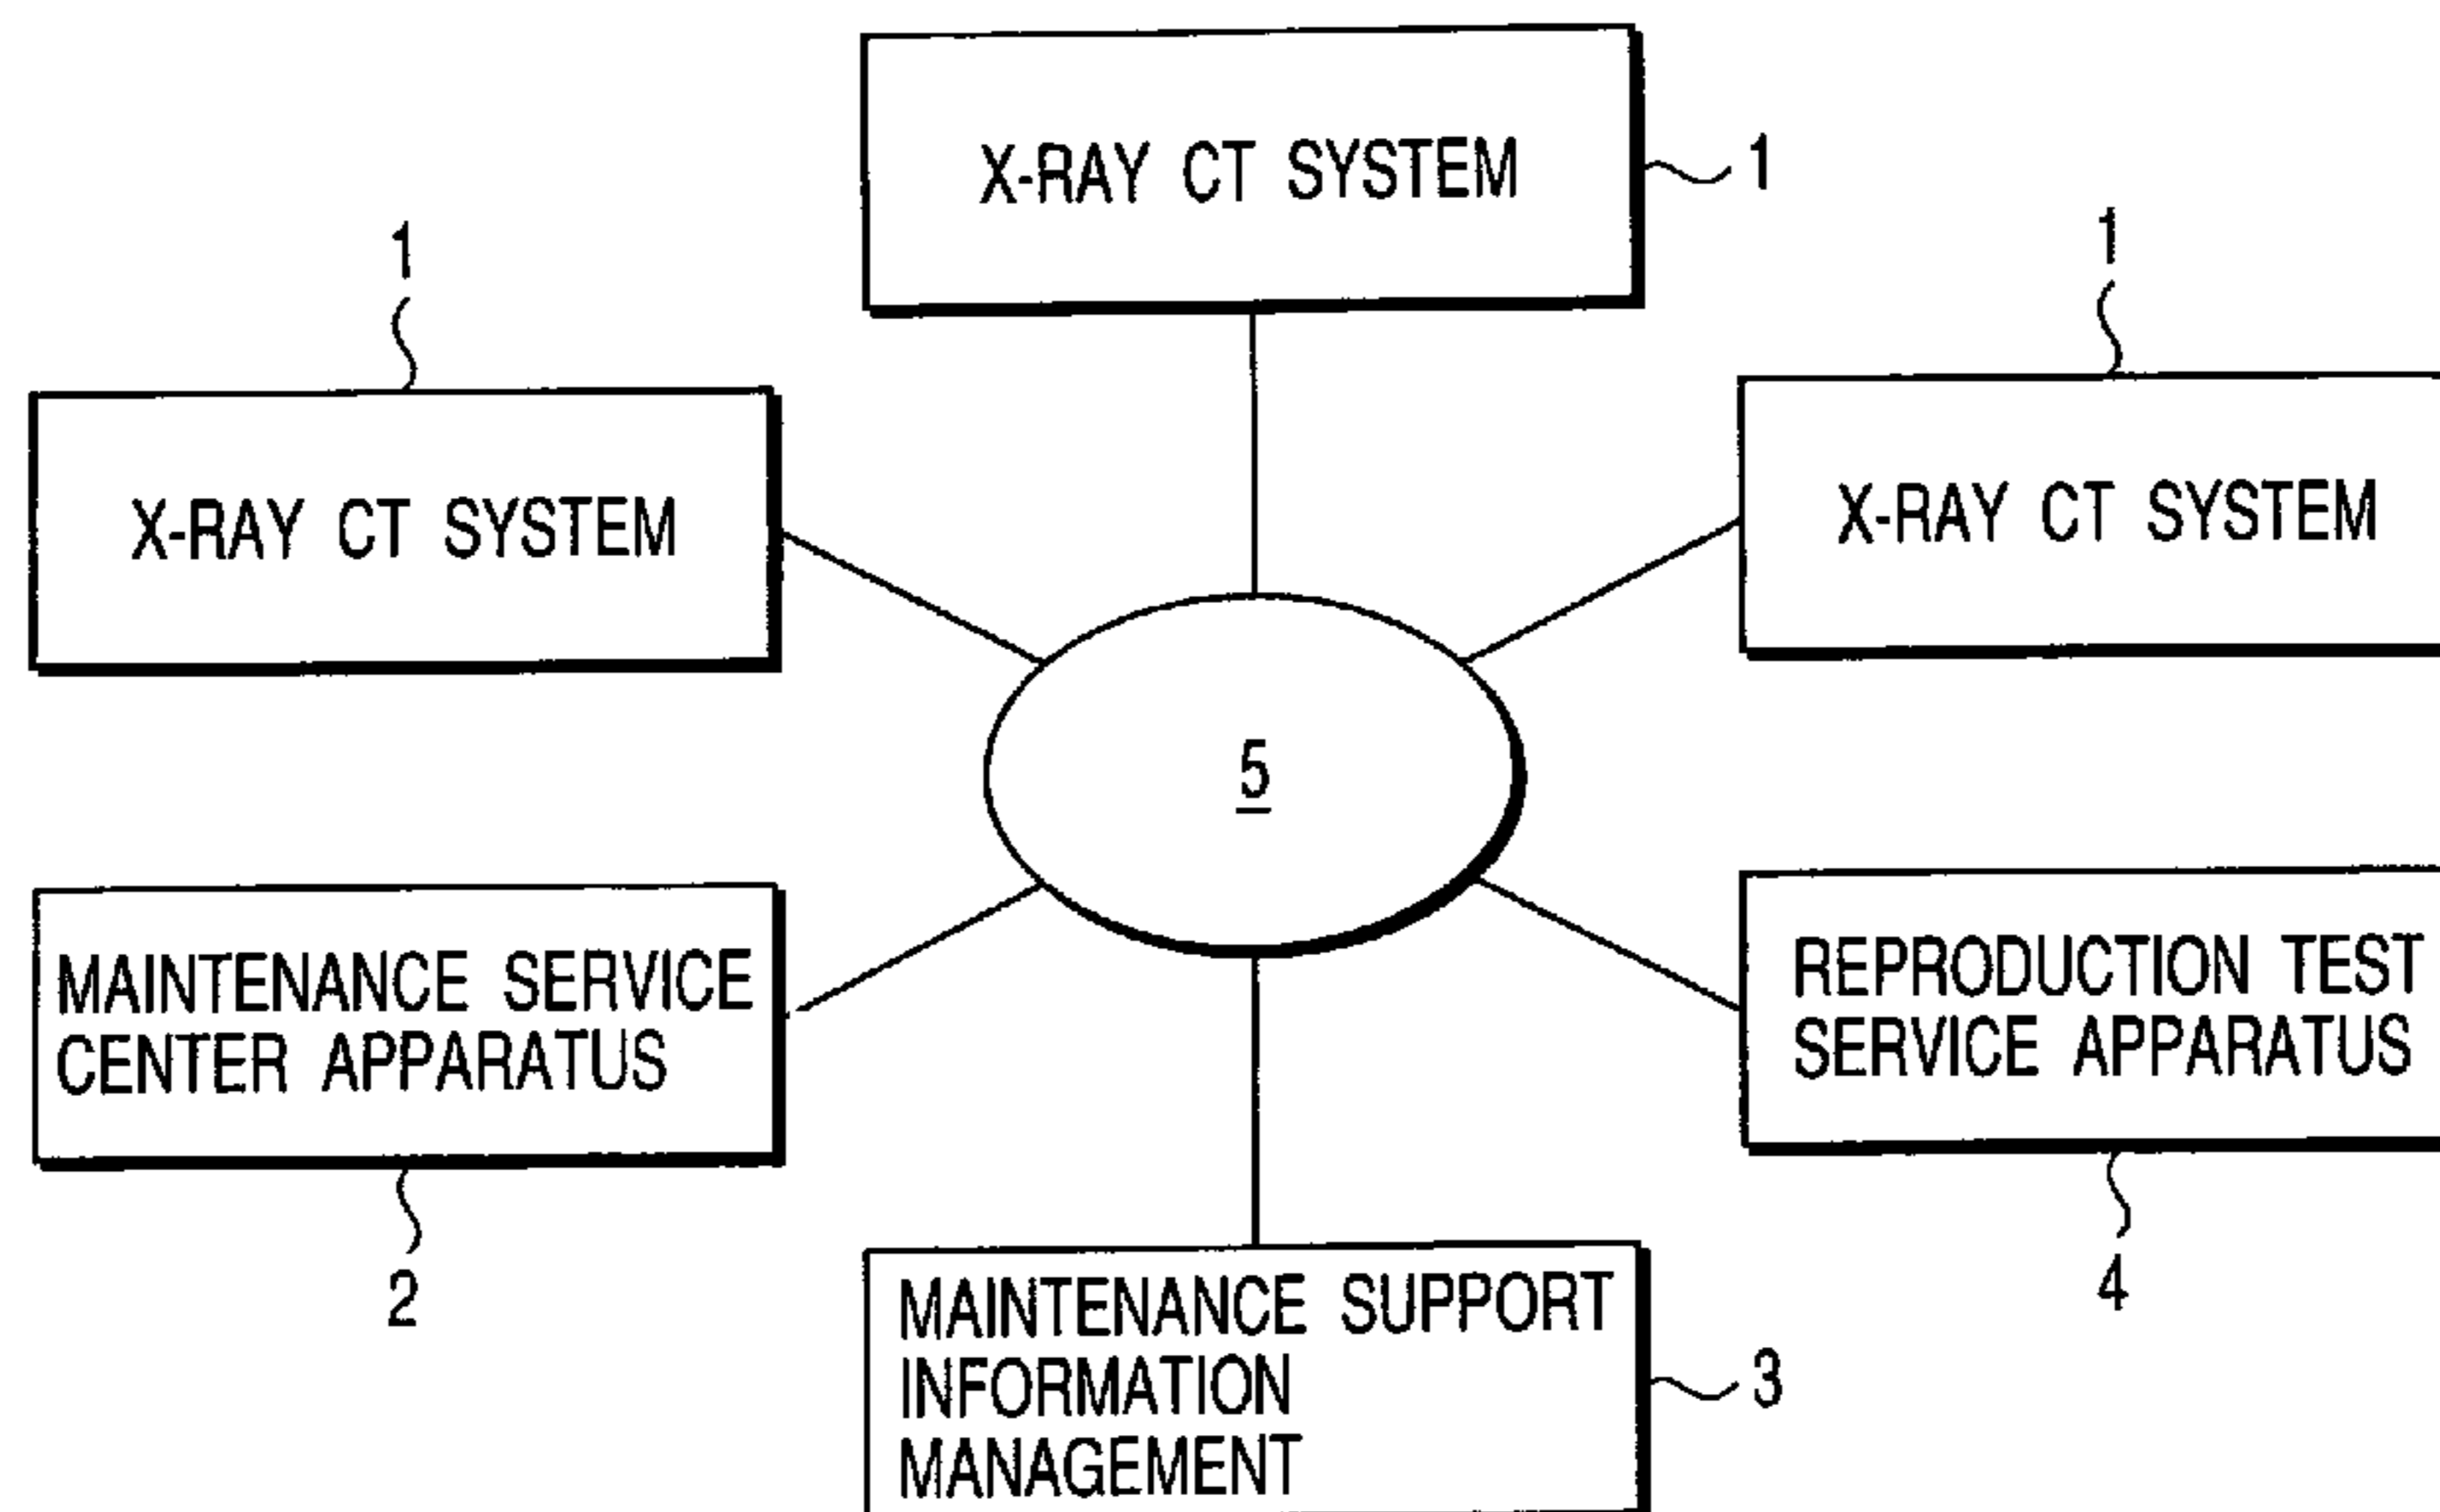 X-RAY CT SYSTEM
1
1
1
X-RAY CT SYSTEM
X-RAY CT SYSTEM
5
MAINTENANCE SERVICE
CENTER APPARATUS
REPRODUCTION TEST
SERVICE APPARATUS
2
4
MAINTENANCE SUPPORT
INFORMATION
MANAGEMENT
3